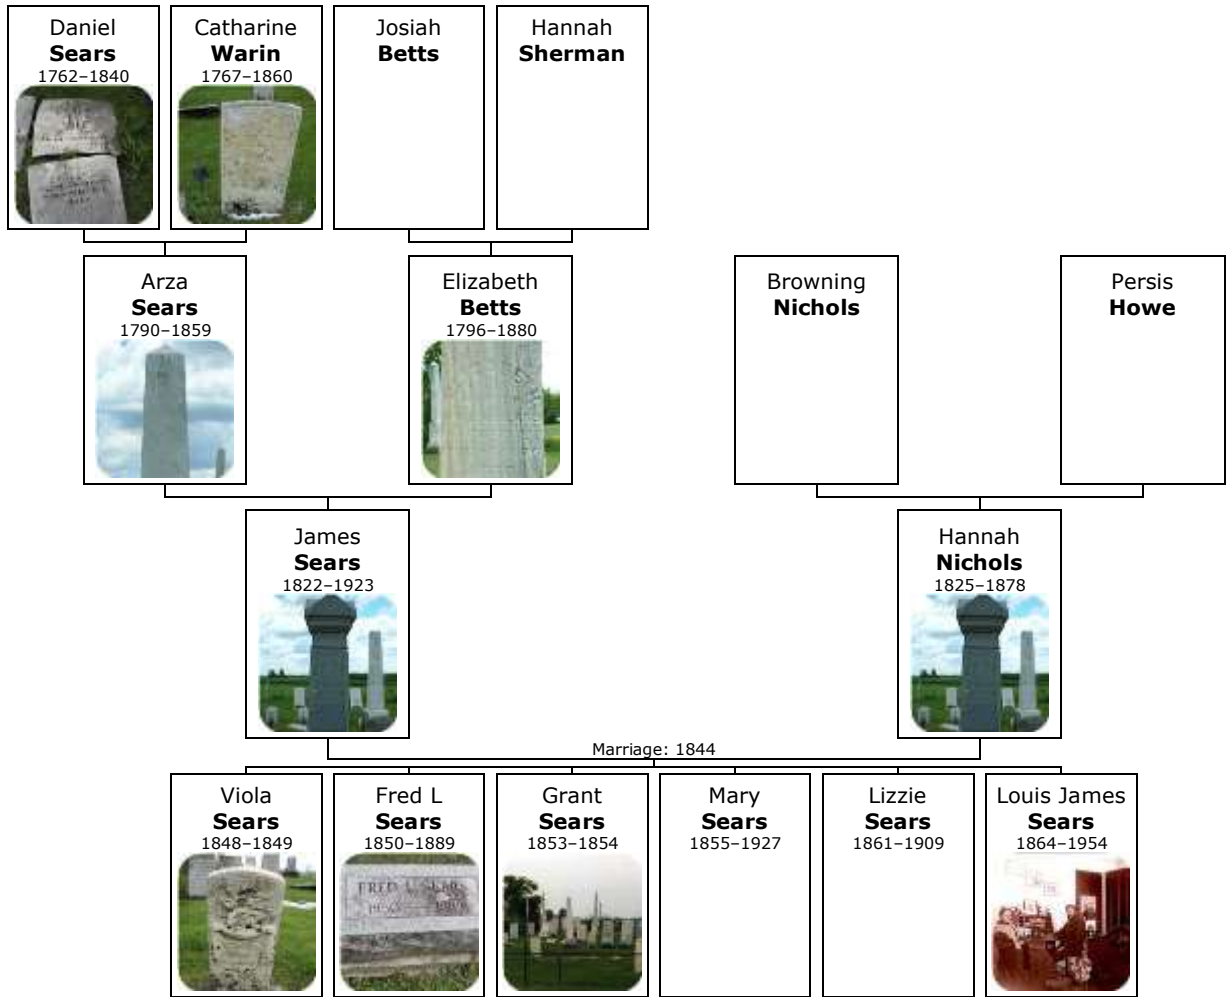 Daniel
Sears
1762–1840
Catharine
Warin
1767–1860
Josiah
Betts
Hannah
Sherman
Arza
Sears
1790–1859
Elizabeth
Betts
1796–1880
Browning
Nichols
Persis
Howe
James
Sears
1822–1923
Hannah
Nichols
1825–1878
Marriage: 1844
Viola
Sears
1848–1849
Fred L
Sears
1850–1889
FRED L SEARS
Grant
Sears
1853–1854
Mary
Sears
1855–1927
Lizzie
Sears
1861–1909
Louis James
Sears
1864–1954